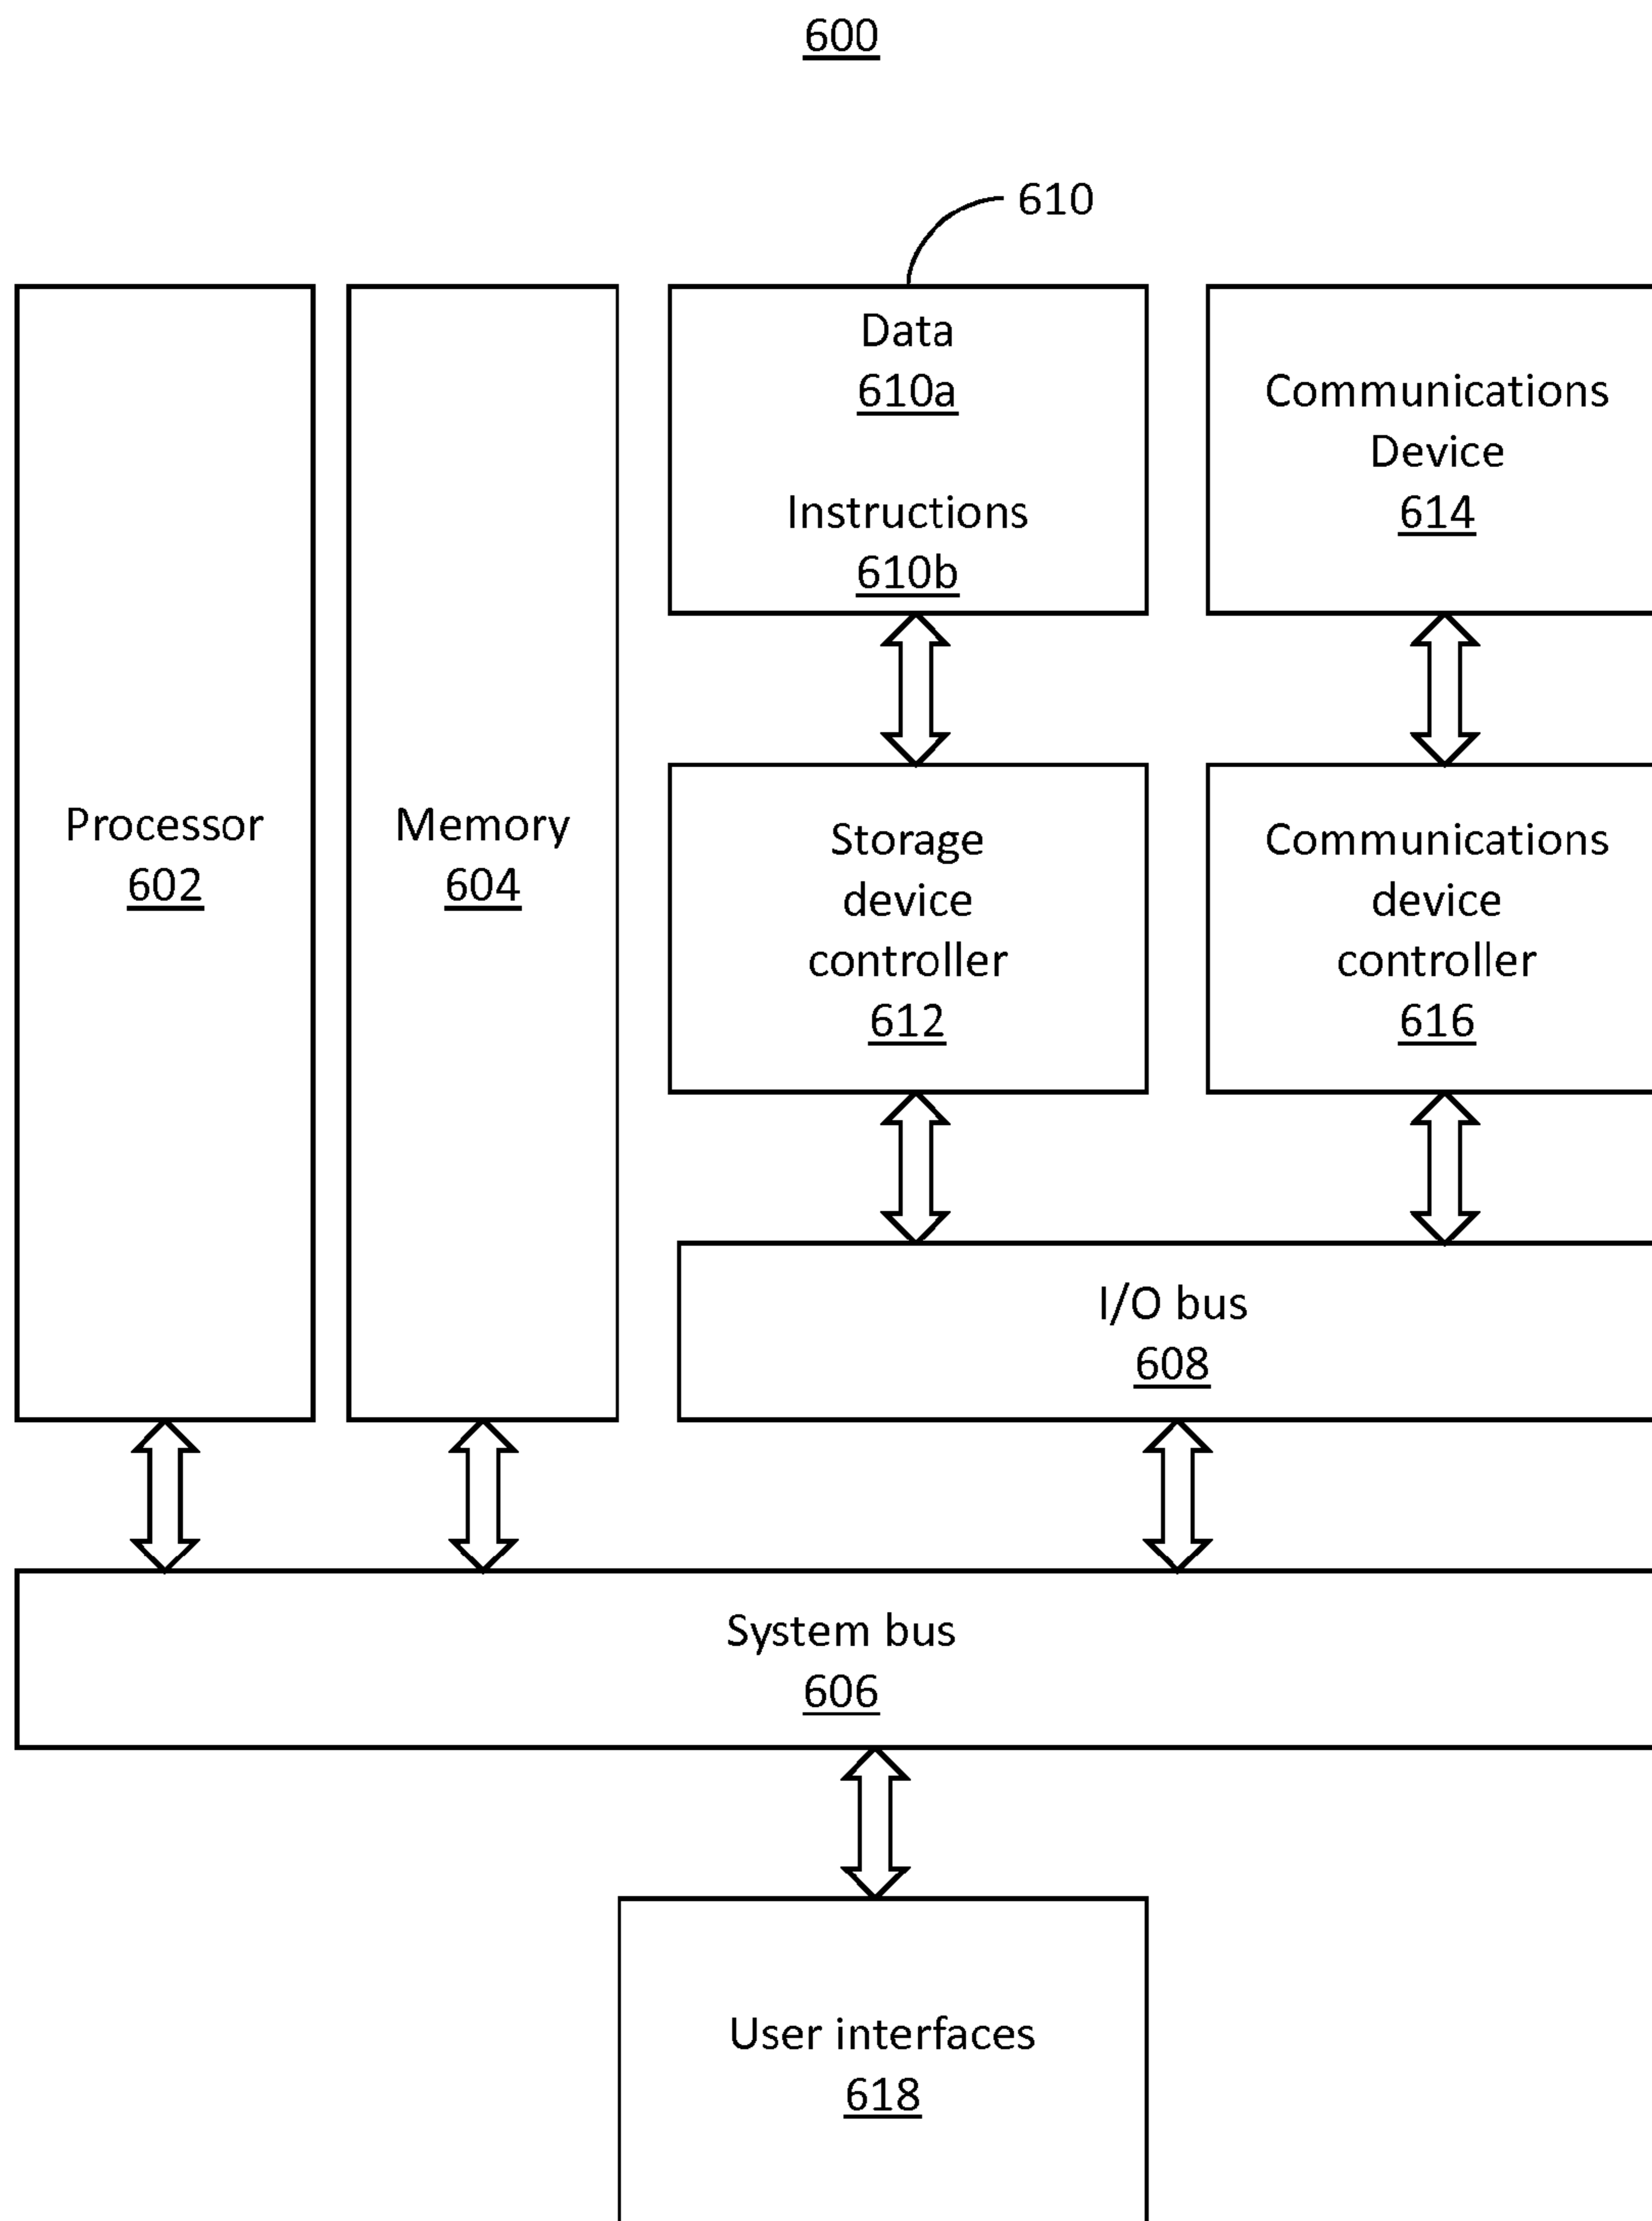 600
610
Data
610a
Instructions
610b
Communications
Device
614
Processor
602
Memory
604
Storage
device
controller
612
Communications
device
controller
616
I/O bus
608
System bus
606
User interfaces
618